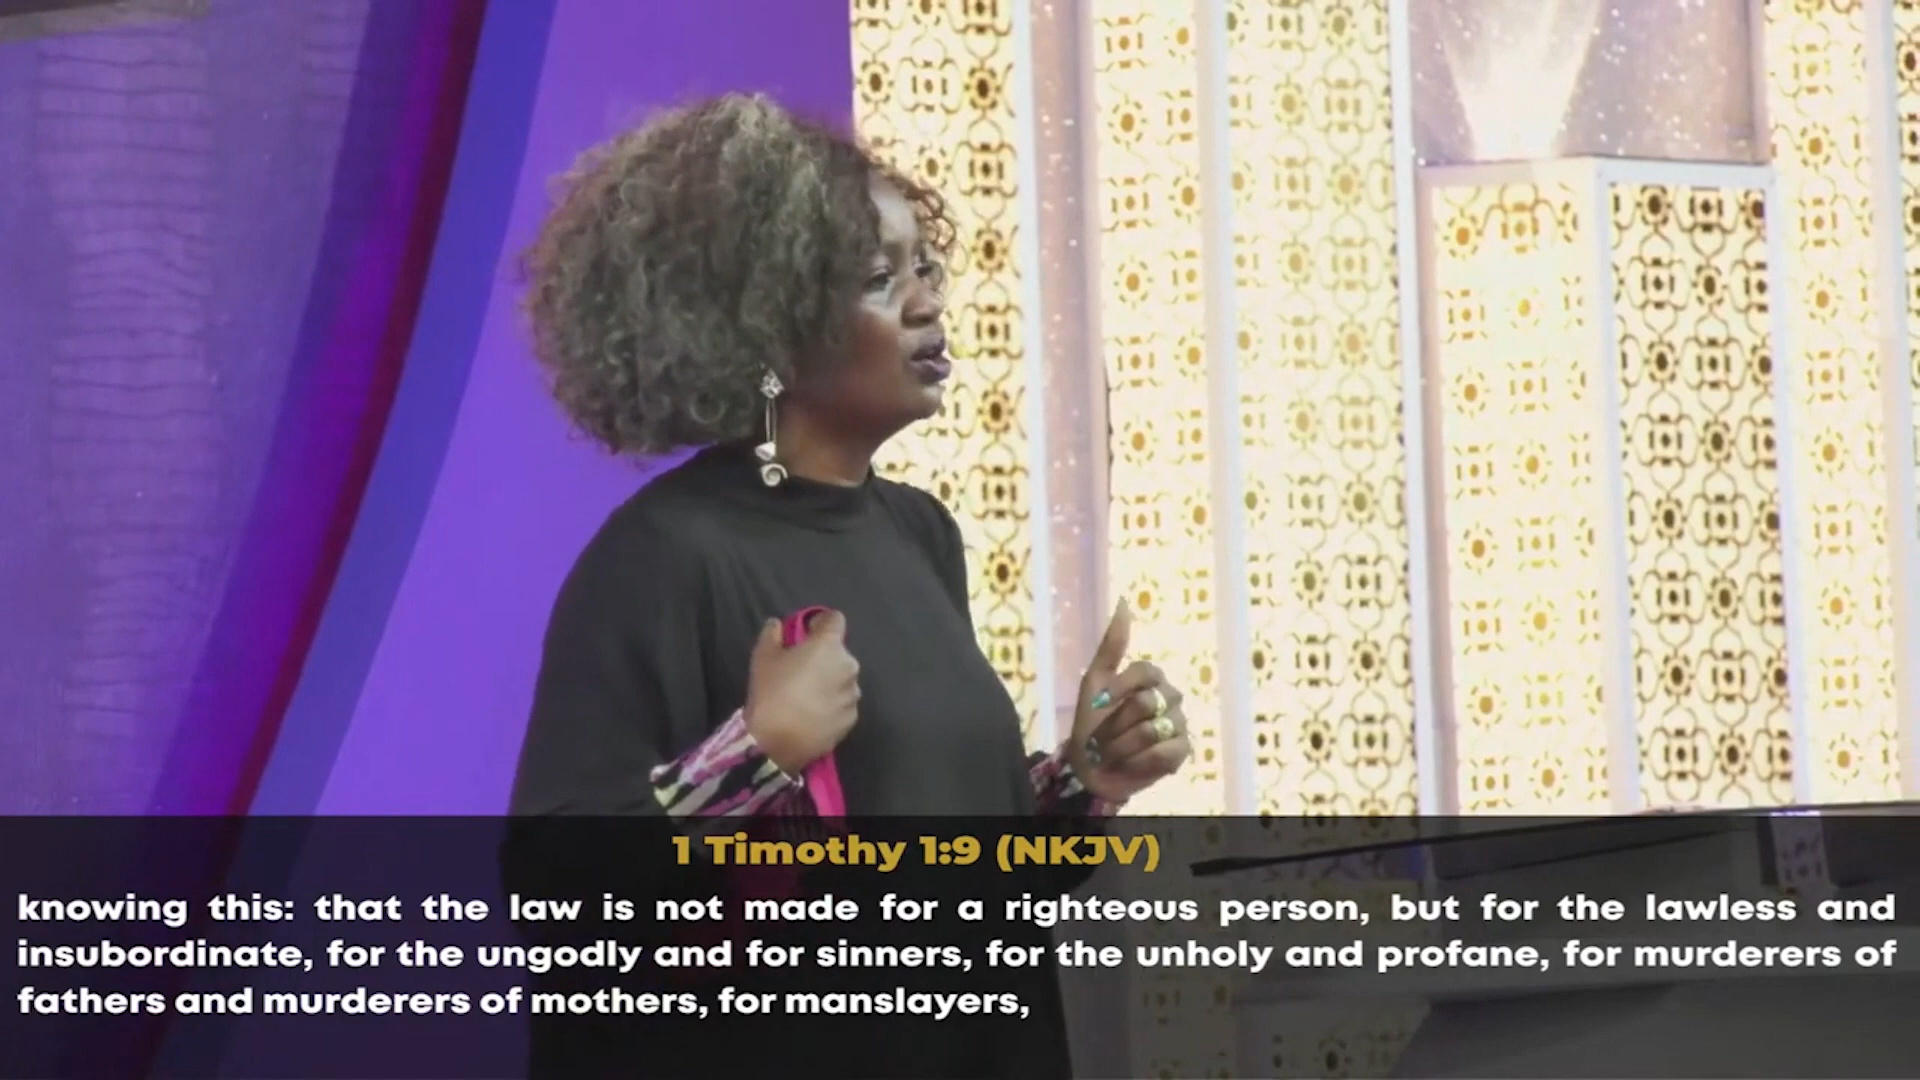 1 Timothy 1:9 (NKJV)
knowing this: that the law is not made for a righteous person, but for the lawless and
insubordinate, for the ungodly and for sinners, for the unholy and profane, for murderers of
fathers and murderers of mothers, for manslayers,